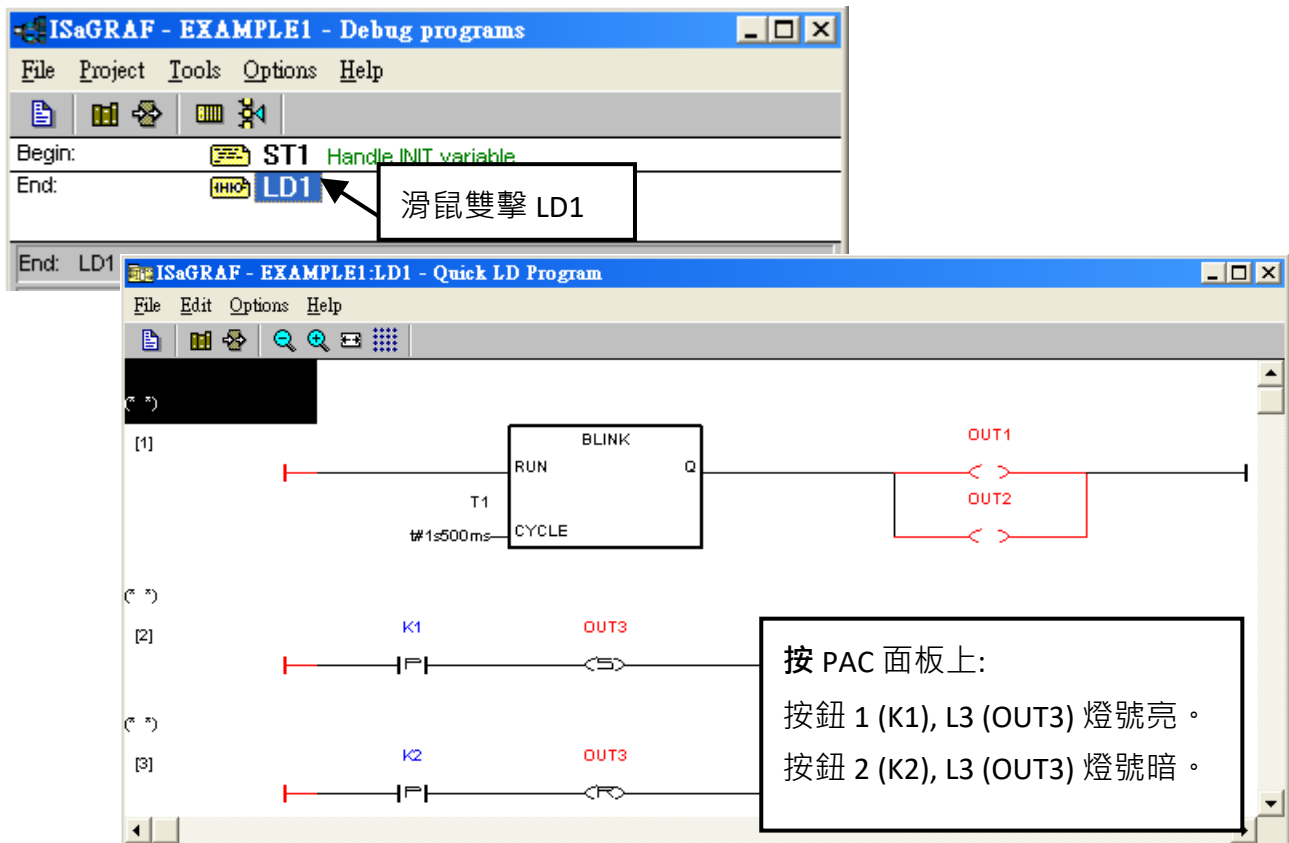 ISaGRAF - EXAMPLE1 - Debug programs
File Project Tools Options Help
Begin: ST1 Handle INIT variable
End: LD1
滑鼠雙擊 LD1
End: LD1
ISaGRAF - EXAMPLE1:LD1 - Quick LD Program
File Edit Options Help
(* *)
[1]
BLINK
RUN Q
T1
t#1s500ms
CYCLE
OUT1
OUT2
(* *)
[2]
K1 OUT3
P
S
(* *)
[3]
K2 OUT3
P
R
按 PAC 面板上:
按鈕 1 (K1), L3 (OUT3) 燈號亮。
按鈕 2 (K2), L3 (OUT3) 燈號暗。